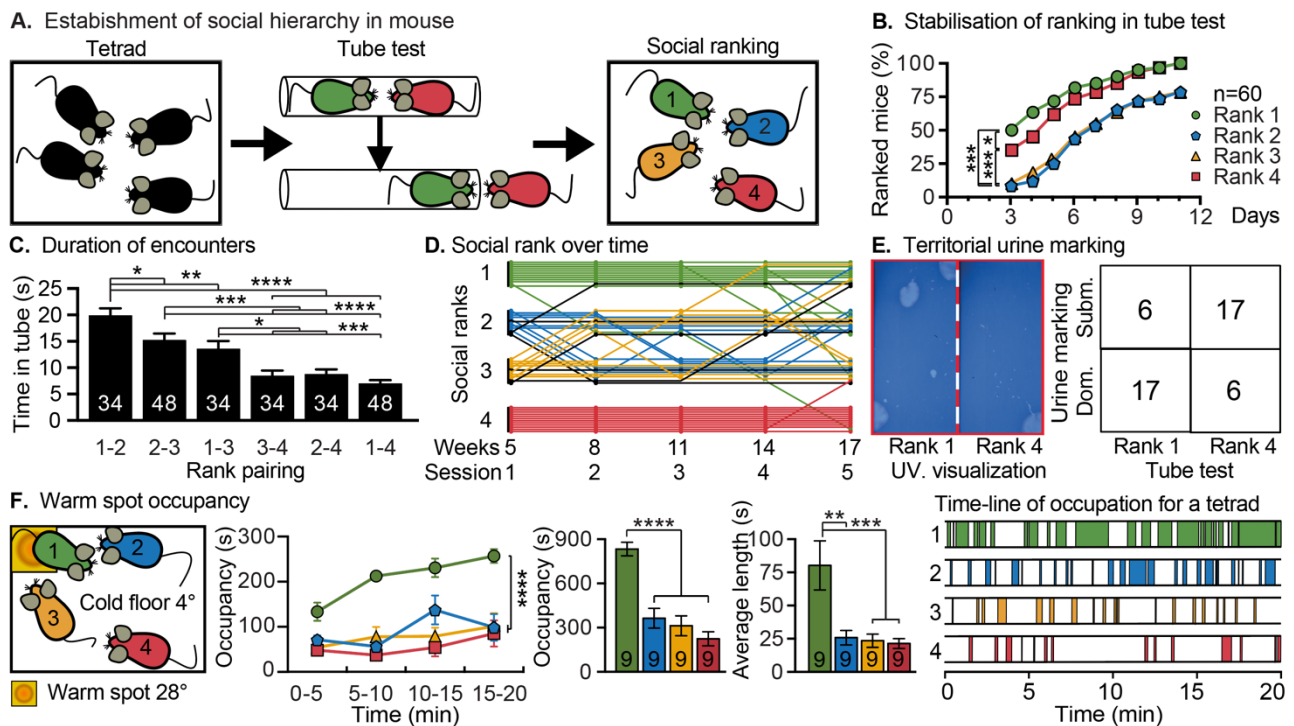 A. Estabishment of social hierarchy in mouse
Tetrad
Tube test
Social ranking
1
2
3
4
B. Stabilisation of ranking in tube test
Ranked mice (%)
100
75
50
25
0
***
****
n=60
Rank 1
Rank 2
Rank 3
Rank 4
0 3 6 9 12 Days
C. Duration of encounters
Time in tube (s)
25
20
15
10
5
0
* ** ****
*** ****
* ***
34 48 34 34 34 48
1-2 2-3 1-3 3-4 2-4 1-4
Rank pairing
D. Social rank over time
Social ranks
1
2
3
4
Weeks 5 8 11 14 17
Session 1 2 3 4 5
E. Territorial urine marking
Rank 1 Rank 4
UV. visualization
Urine marking
Subm.
Dom.
6 17
17 6
Rank 1 Rank 4
Tube test
F. Warm spot occupancy
1
2
3
4
Cold floor 4°
Warm spot 28°
Occupancy (s)
300
200
100
0
****
0-5 5-10 10-15 15-20
Time (min)
Occupancy (s)
900
600
300
0
****
9 9 9 9
Average length (s)
100
75
50
25
0
** ***
9 9 9 9
Time-line of occupation for a tetrad
1
2
3
4
0 5 10 15 20
Time (min)